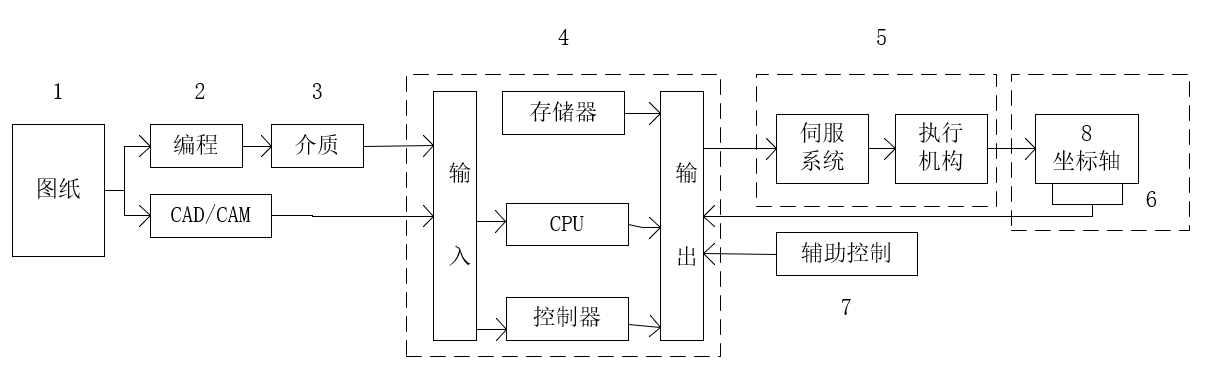 4
5
1
2
3
图纸
编程
介质
CAD/CAM
输入
存储器
CPU
控制器
输出
伺服
系统
执行
机构
8
坐标轴
6
辅助控制
7